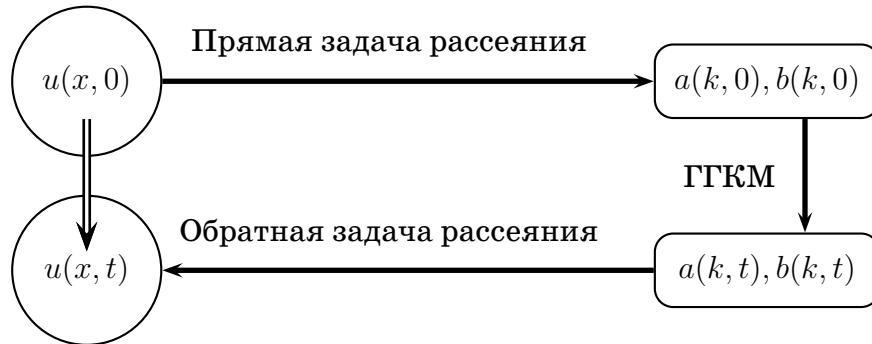 Прямая задача рассеяния
u(x, 0)
a(k, 0), b(k, 0)
ГГКМ
Обратная задача рассеяния
u(x, t)
a(k, t), b(k, t)